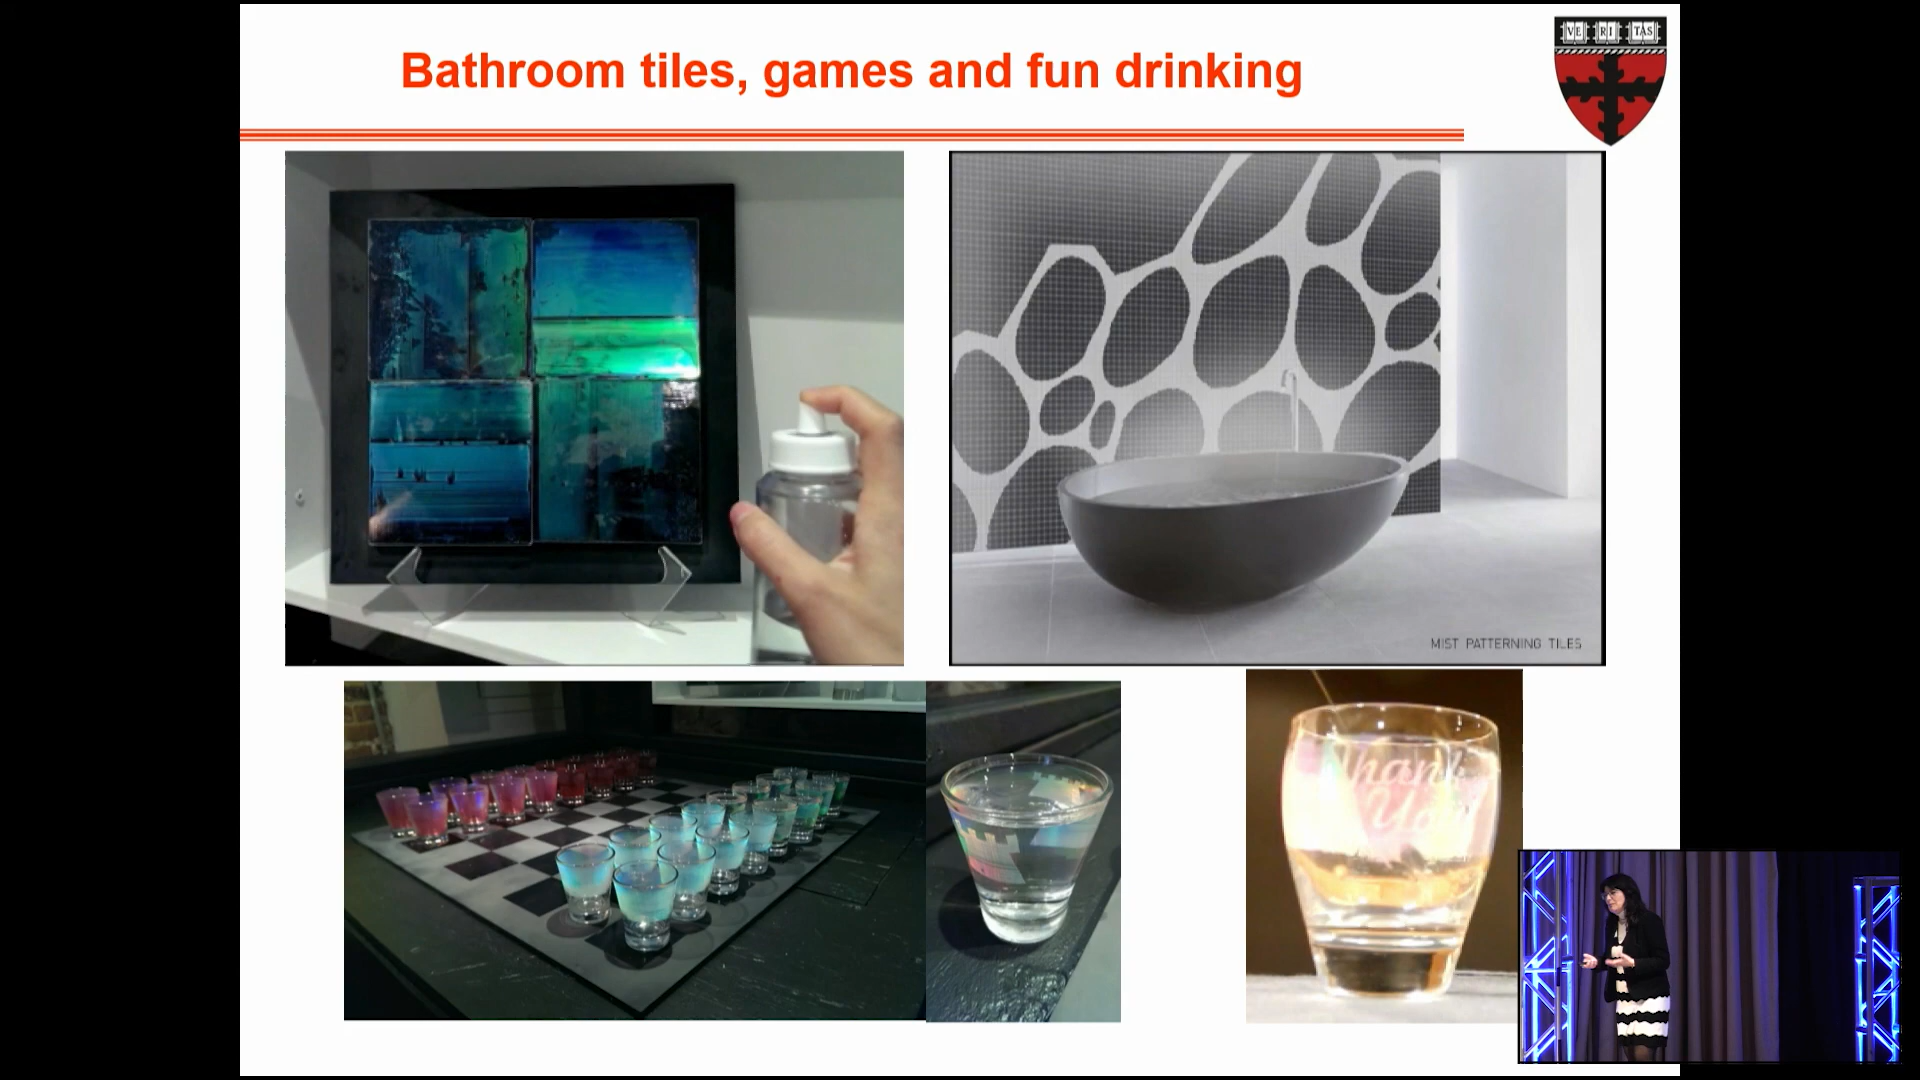 Bathroom tiles, games and fun drinking
VE RI TAS
MIST PATTERNING TILES
Thank
You